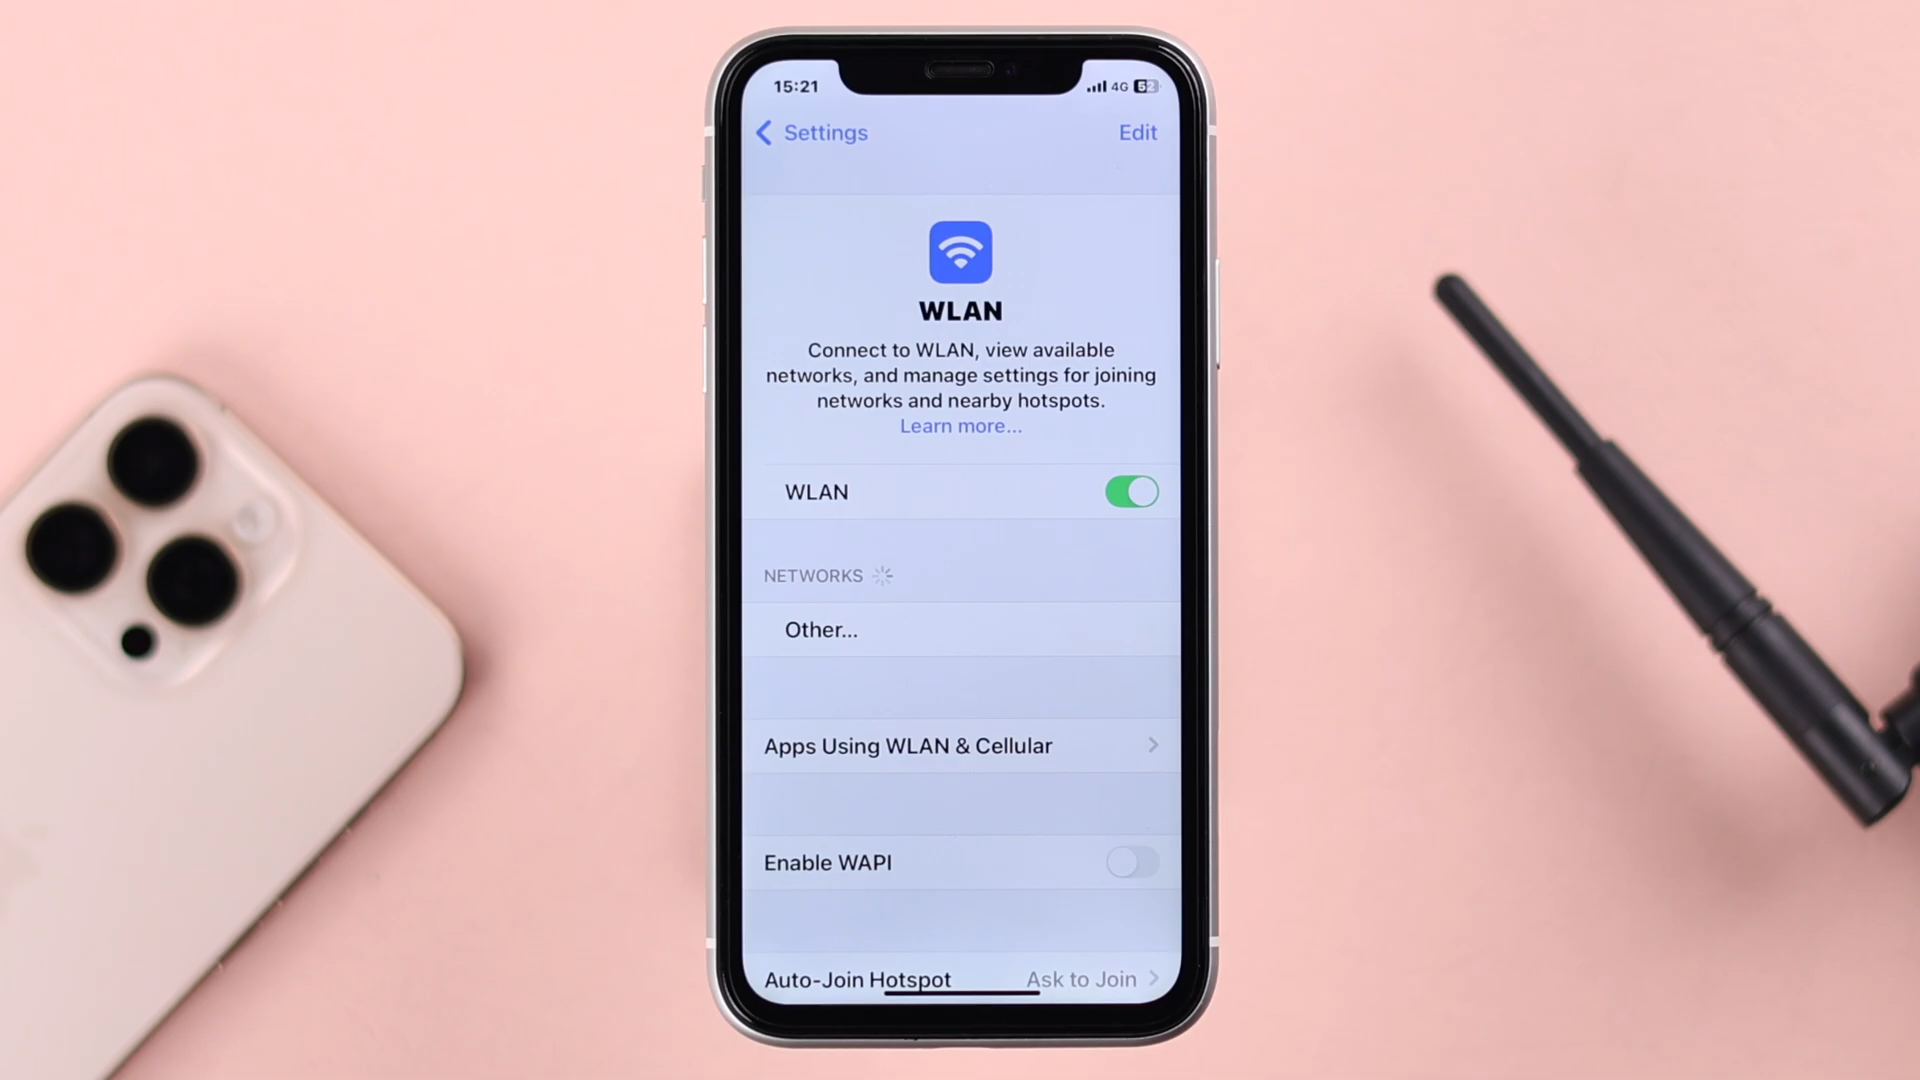 15:21
4G 52
Settings
Edit
WLAN
Connect to WLAN, view available
networks, and manage settings for joining
networks and nearby hotspots.
Learn more...
WLAN
NETWORKS
Other...
Apps Using WLAN & Cellular
Enable WAPI
Auto-Join Hotspot
Ask to Join